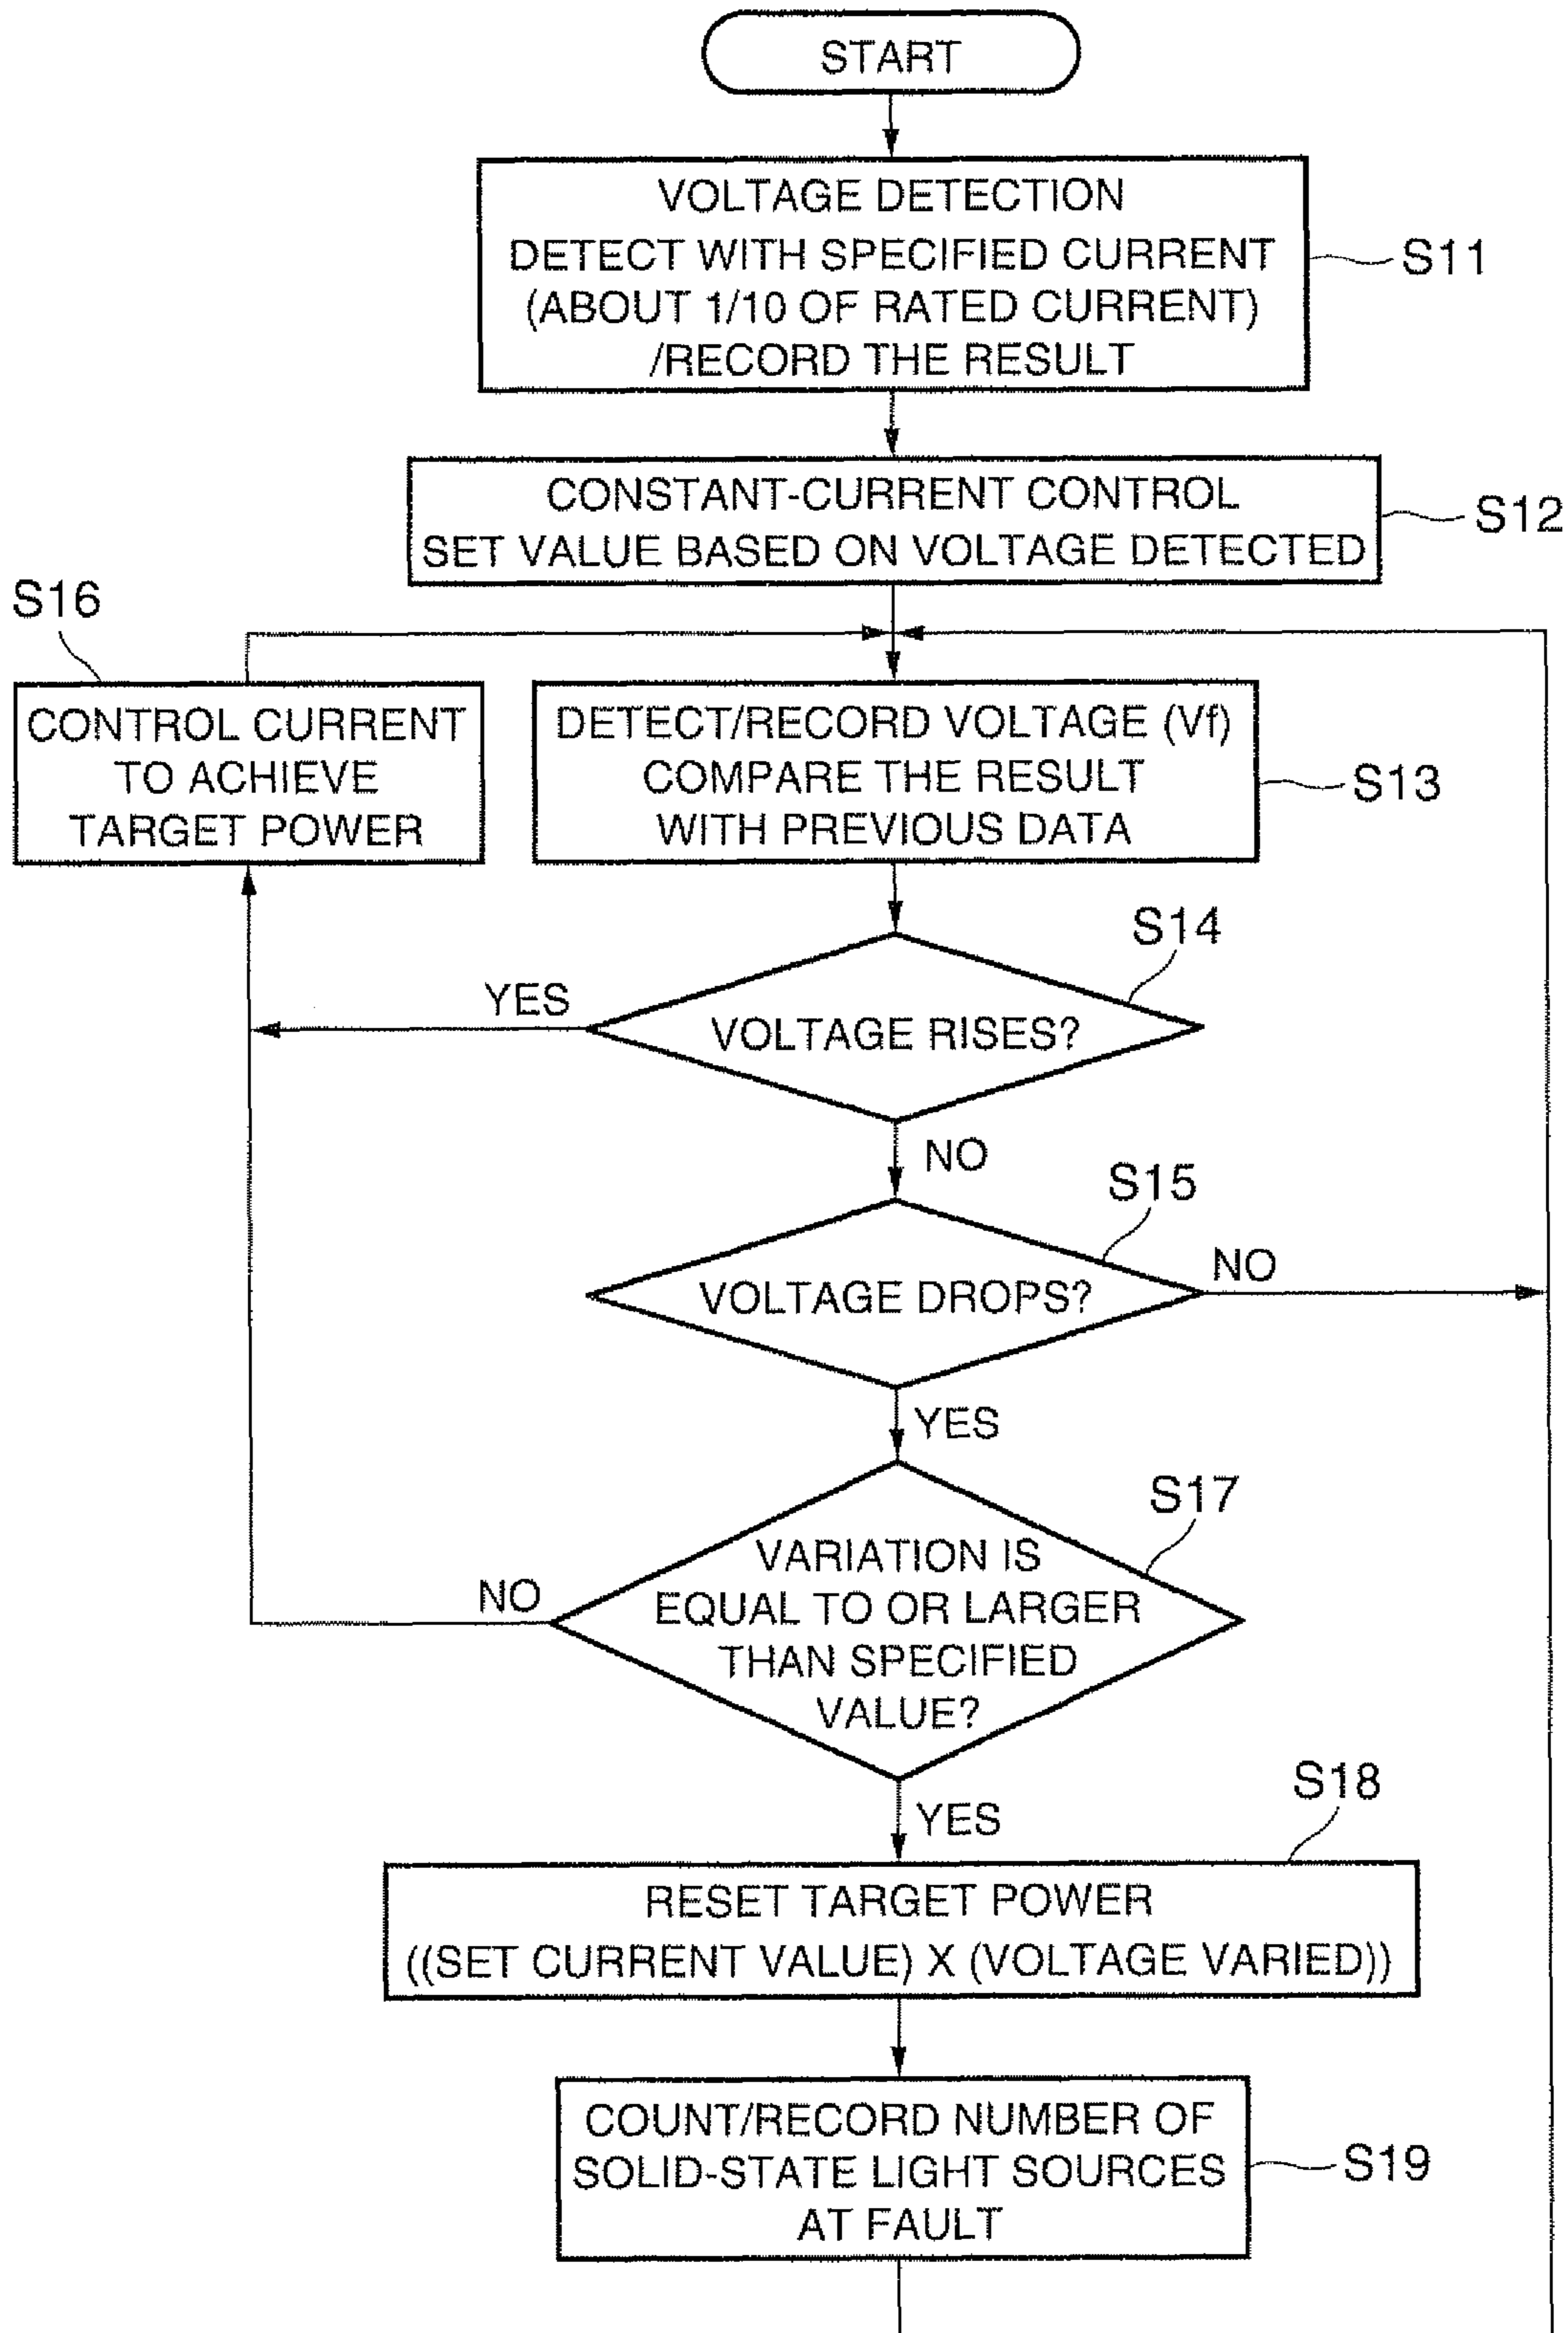 START
VOLTAGE DETECTION
DETECT WITH SPECIFIED CURRENT
(ABOUT 1/10 OF RATED CURRENT)
/RECORD THE RESULT
S11
CONSTANT-CURRENT CONTROL
SET VALUE BASED ON VOLTAGE DETECTED
S12
S16
CONTROL CURRENT
TO ACHIEVE
TARGET POWER
DETECT/RECORD VOLTAGE (Vf)
COMPARE THE RESULT
WITH PREVIOUS DATA
S13
S14
YES
VOLTAGE RISES?
NO
S15
VOLTAGE DROPS?
NO
YES
S17
VARIATION IS
EQUAL TO OR LARGER
THAN SPECIFIED
VALUE?
NO
YES
S18
RESET TARGET POWER
((SET CURRENT VALUE) X (VOLTAGE VARIED))
COUNT/RECORD NUMBER OF
SOLID-STATE LIGHT SOURCES
AT FAULT
S19